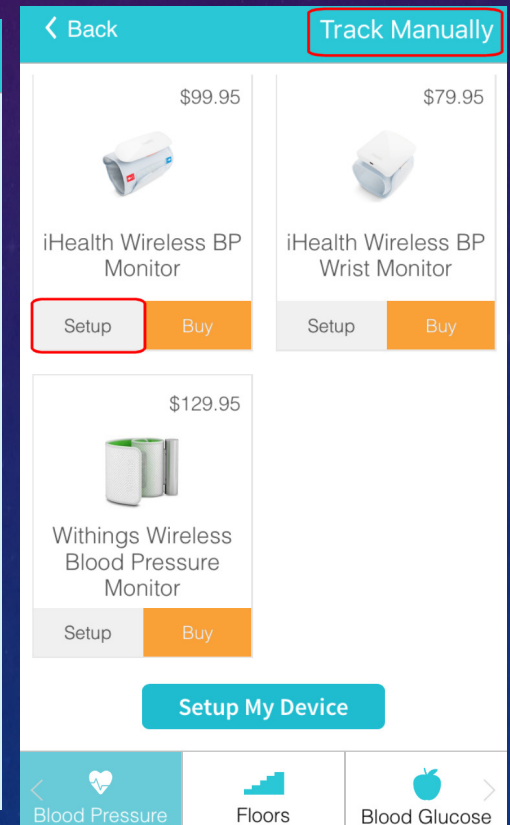 Back
Track Manually
$99.95
$79.95
iHealth Wireless BP
Monitor
iHealth Wireless BP
Wrist Monitor
Setup
Buy
Setup
Buy
$129.95
Withings Wireless
Blood Pressure
Monitor
Setup
Buy
Setup My Device
Blood Pressure
Floors
Blood Glucose